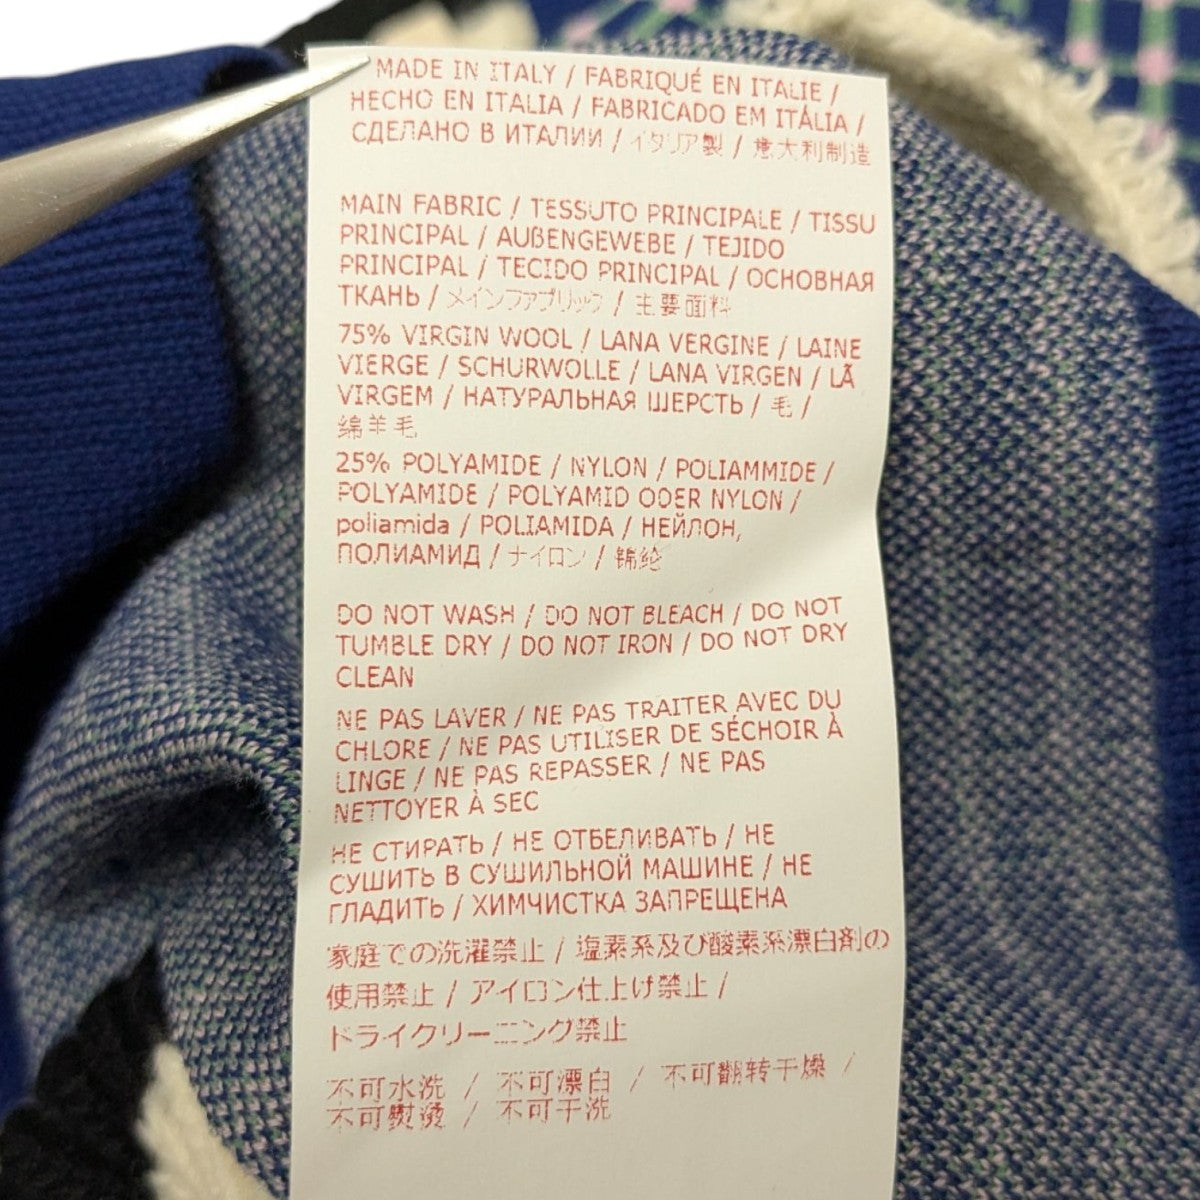 MADE IN ITALY / FABRIQUÉ EN ITALIE /
HECHO EN ITALIA / FABRICADO EM ITÁLIA /
СДЕЛАНО В ИТАЛИИ / イタリア製 / 意大利制造
MAIN FABRIC / TESSUTO PRINCIPALE / TISSU
PRINCIPAL / AUßENGEWEBE / TEJIDO
PRINCIPAL / TECIDO PRINCIPAL / ОСНОВНАЯ
ТКАНЬ / メインファブリック / 主要面料
75% VIRGIN WOOL / LANA VERGINE / LAINE
VIERGE / SCHURWOLLE / LANA VIRGEN / LÃ
VIRGEM / НАТУРАЛЬНАЯ ШЕРСТЬ / 毛 /
绵羊毛
25% POLYAMIDE / NYLON / POLIAMMIDE /
POLYAMIDE / POLYAMID ODER NYLON /
poliamida / POLIAMIDA / НЕЙЛОН,
ПОЛИАМИД / ナイロン / 锦纶
DO NOT WASH / DO NOT BLEACH / DO NOT
TUMBLE DRY / DO NOT IRON / DO NOT DRY
CLEAN
NE PAS LAVER / NE PAS TRAITER AVEC DU
CHLORE / NE PAS UTILISER DE SÉCHOIR À
LINGE / NE PAS REPASSER / NE PAS
NETTOYER À SEC
НЕ СТИРАТЬ / НЕ ОТБЕЛИВАТЬ / НЕ
СУШИТЬ В СУШИЛЬНОЙ МАШИНЕ / НЕ
ГЛАДИТЬ / ХИМЧИСТКА ЗАПРЕЩЕНА
家庭での洗濯禁止 / 塩素系及び酸素系漂白剤の
使用禁止 / アイロン仕上げ禁止 /
ドライクリーニング禁止
不可水洗 / 不可漂白 / 不可翻转干燥 /
不可熨烫 / 不可干洗